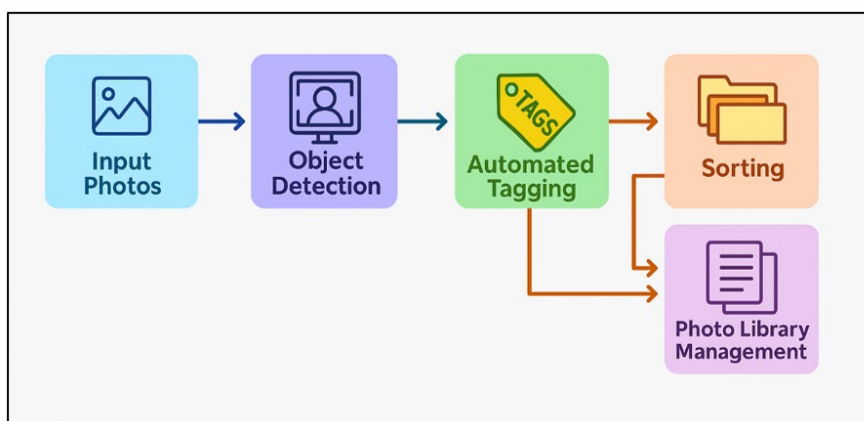 Input
Photos
Object
Detection
TAGS
Automated
Tagging
Sorting
Photo Library
Management